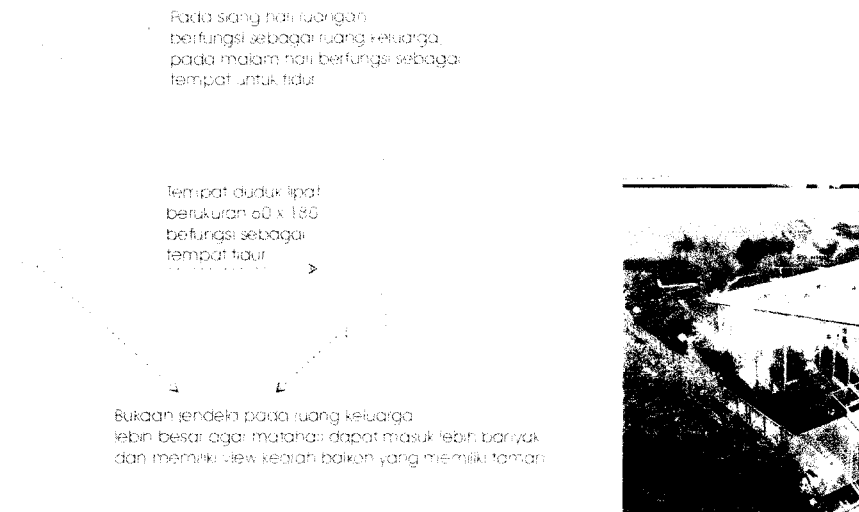 Pada siang hari ruangan
berfungsi sebagai ruang keluarga,
pada malam hari berfungsi sebagai
tempat untuk tidur
Tempat duduk lipat
berukuran 60 x 180
befungsi sebagai
tempat tidur
Bukaan jendela pada ruang keluarga
lebih besar agar matahari dapat masuk lebih banyak
dan memiliki view kearah balkon yang memiliki taman